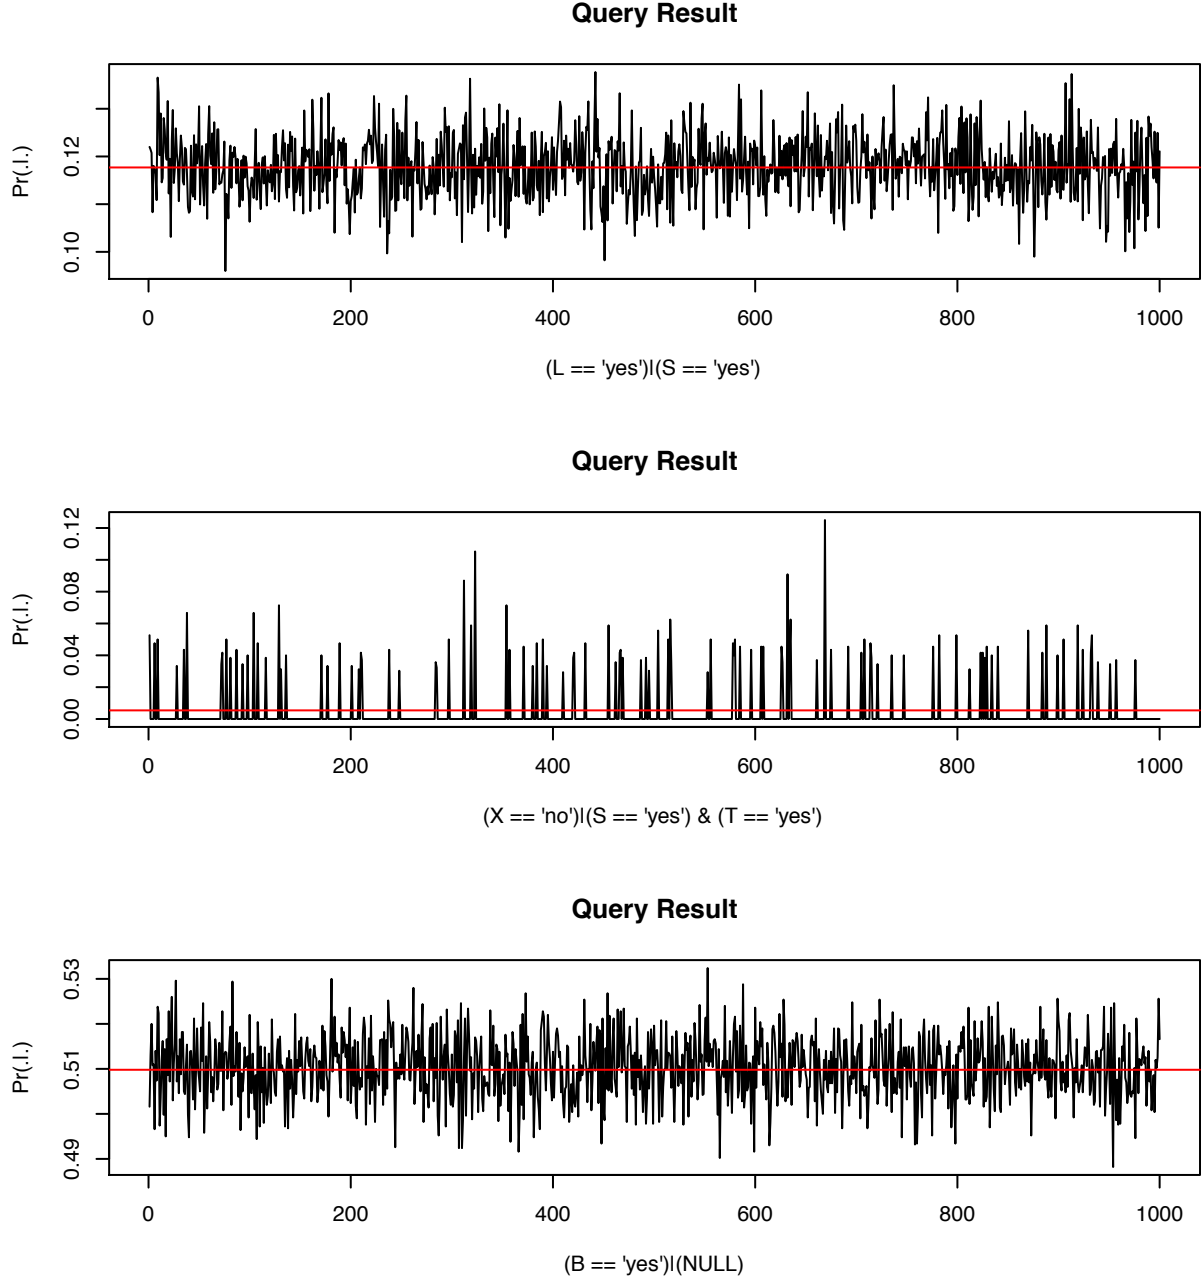 Query Result
Pr(.|.)
0.12
0.10
0 200 400 600 800 1000
(L == 'yes')|(S == 'yes')
Query Result
Pr(.|.)
0.12
0.08
0.04
0.00
0 200 400 600 800 1000
(X == 'no')|(S == 'yes') & (T == 'yes')
Query Result
Pr(.|.)
0.53
0.51
0.49
0 200 400 600 800 1000
(B == 'yes')|(NULL)